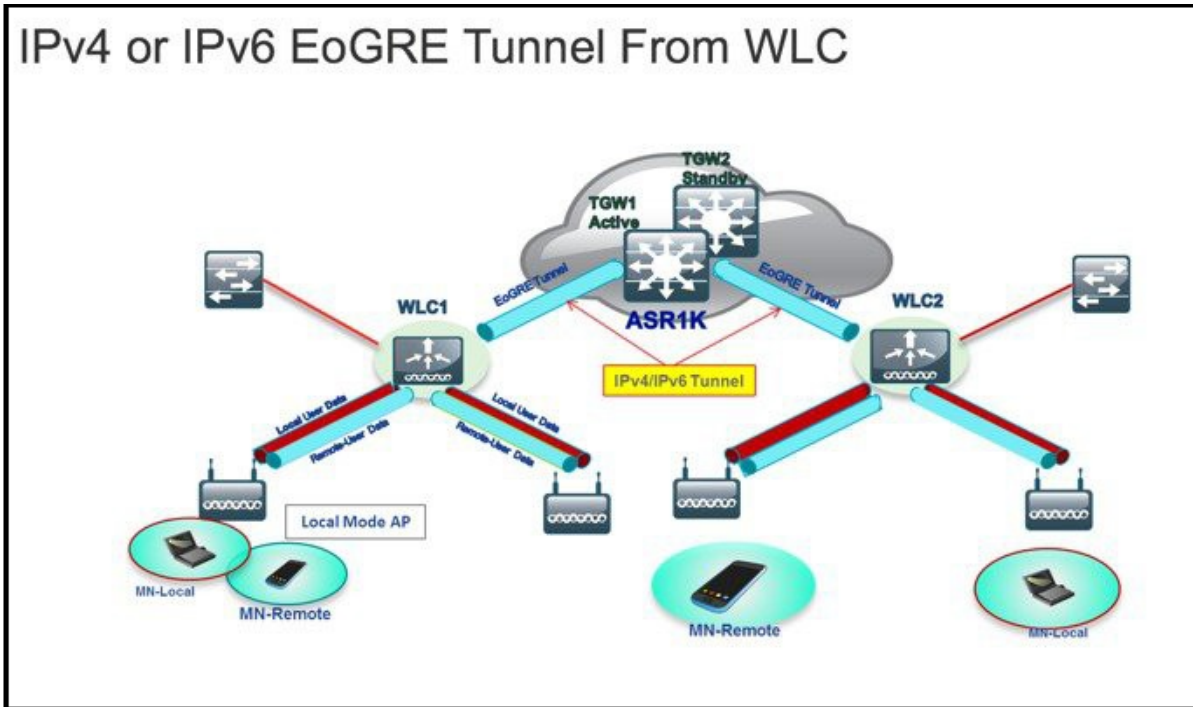 IPv4 or IPv6 EoGRE Tunnel From WLC
TGW2
Standby
TGW1
Active
EoGRE Tunnel
EoGRE Tunnel
WLC1
ASR1K
WLC2
IPv4/IPv6 Tunnel
Local User Data
Remote-User Data
Local User Data
Remote-User Data
Local Mode AP
MN-Local
MN-Remote
MN-Remote
MN-Local